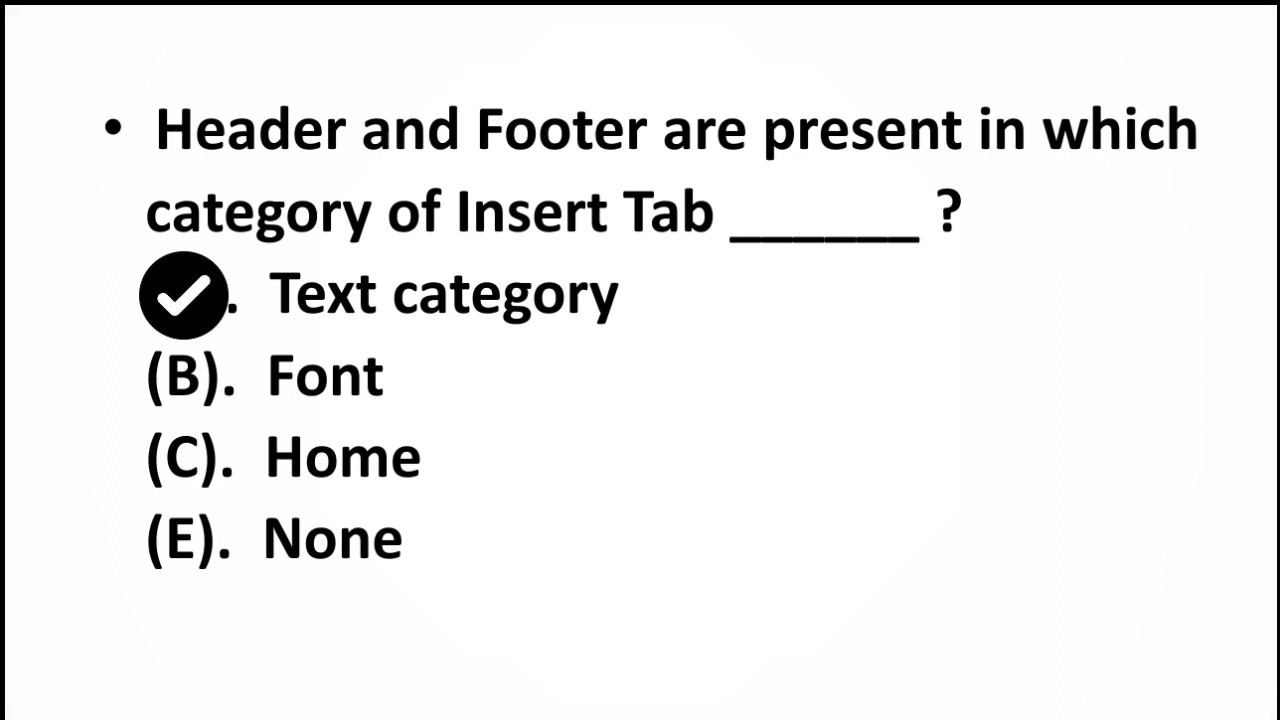 • Header and Footer are present in which
category of Insert Tab ______ ?
. Text category
(B). Font
(C). Home
(E). None